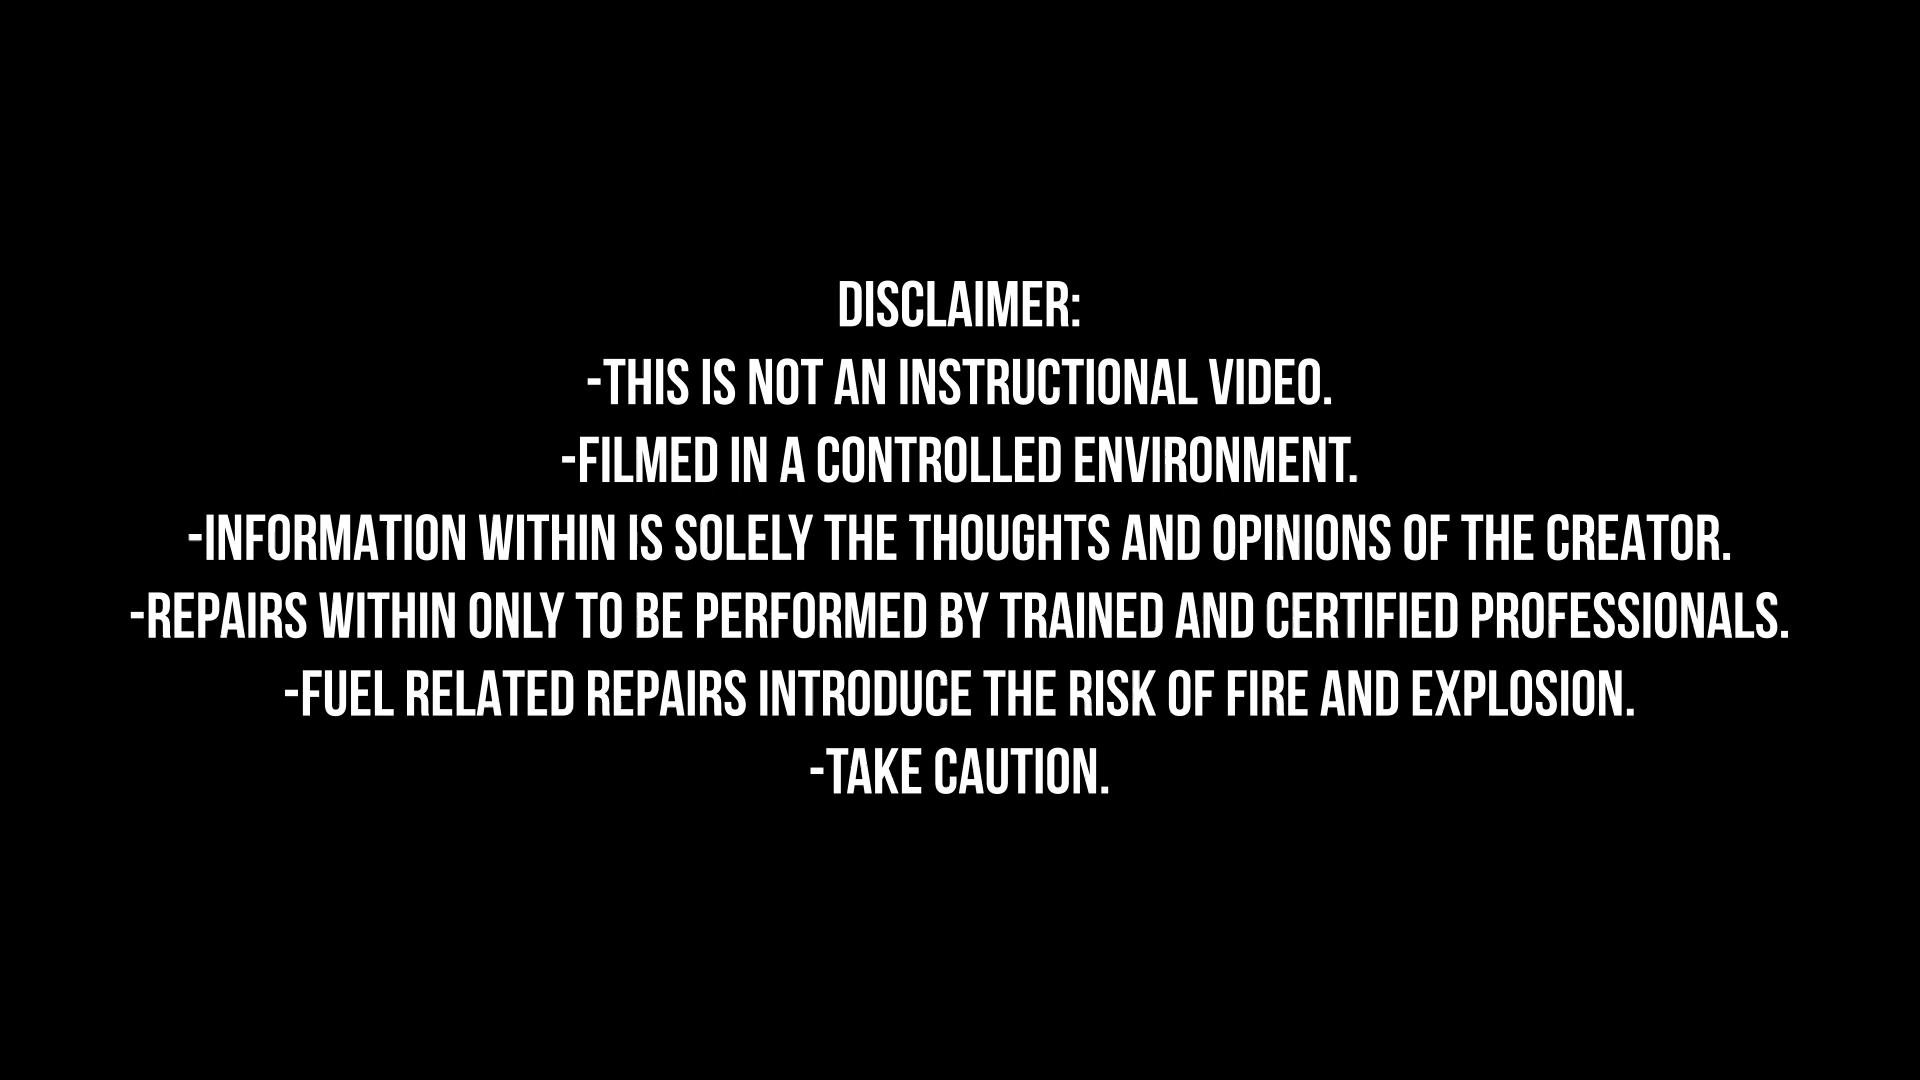 DISCLAIMER:
-THIS IS NOT AN INSTRUCTIONAL VIDEO.
-FILMED IN A CONTROLLED ENVIRONMENT.
-INFORMATION WITHIN IS SOLELY THE THOUGHTS AND OPINIONS OF THE CREATOR.
-REPAIRS WITHIN ONLY TO BE PERFORMED BY TRAINED AND CERTIFIED PROFESSIONALS.
-FUEL RELATED REPAIRS INTRODUCE THE RISK OF FIRE AND EXPLOSION.
-TAKE CAUTION.